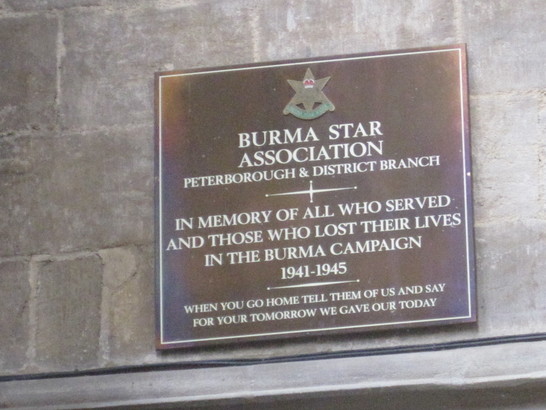 BURMA STAR
ASSOCIATION
PETERBOROUGH & DISTRICT BRANCH
IN MEMORY OF ALL WHO SERVED
AND THOSE WHO LOST THEIR LIVES
IN THE BURMA CAMPAIGN
1941-1945
WHEN YOU GO HOME TELL THEM OF US AND SAY
FOR YOUR TOMORROW WE GAVE OUR TODAY